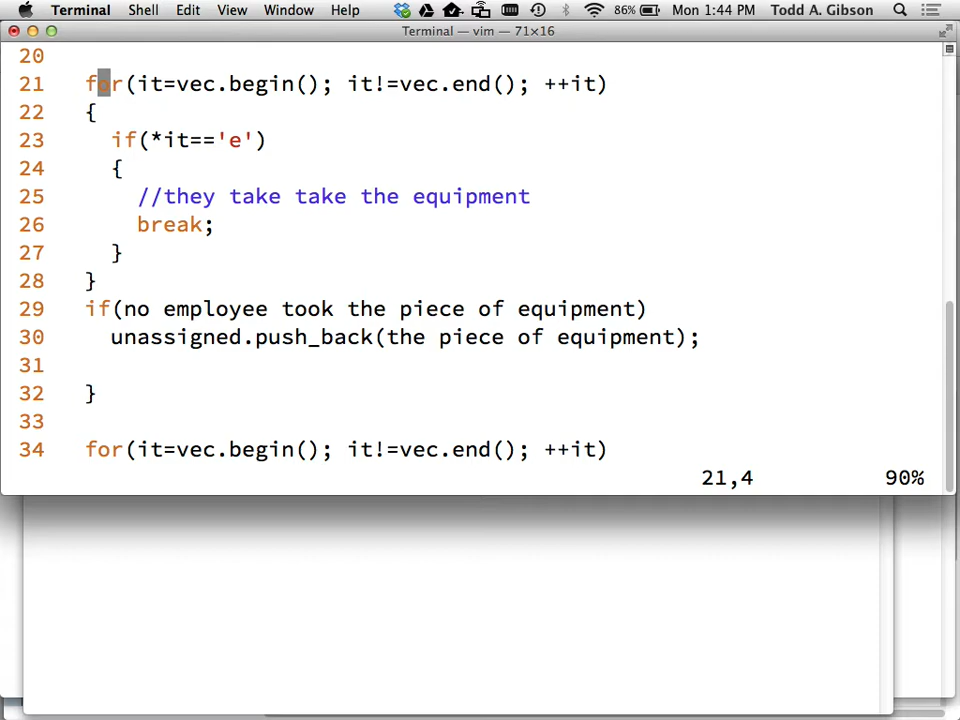 Terminal Shell Edit View Window Help 86% Mon 1:44 PM Todd A. Gibson
Terminal — vim — 71×16
20
21 for(it=vec.begin(); it!=vec.end(); ++it)
22 {
23 if(*it=='e')
24 {
25 //they take take the equipment
26 break;
27 }
28 }
29 if(no employee took the piece of equipment)
30 unassigned.push_back(the piece of equipment);
31
32 }
33
34 for(it=vec.begin(); it!=vec.end(); ++it)
21,4 90%